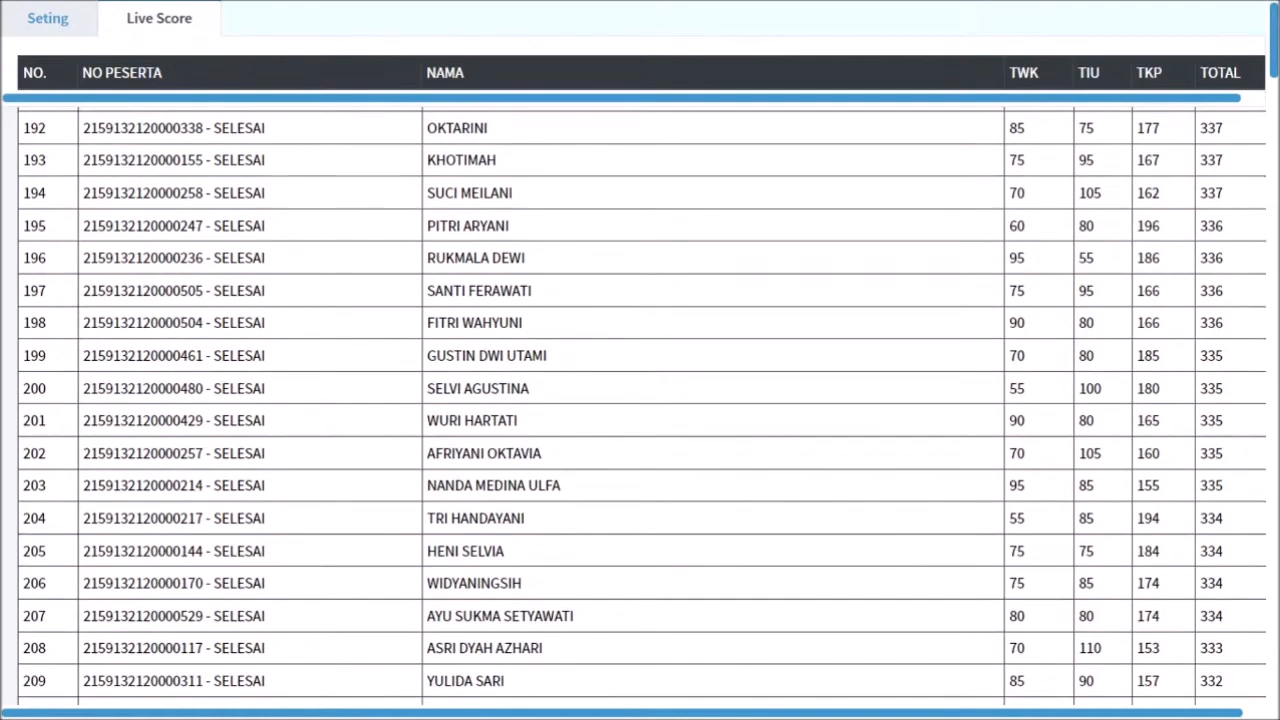 Seting Live Score
NO. NO PESERTA NAMA TWK TIU TKP TOTAL
192 2159132120000338 - SELESAI OKTARINI 85 75 177 337
193 2159132120000155 - SELESAI KHOTIMAH 75 95 167 337
194 2159132120000258 - SELESAI SUCI MEILANI 70 105 162 337
195 2159132120000247 - SELESAI PITRI ARYANI 60 80 196 336
196 2159132120000236 - SELESAI RUKMALA DEWI 95 55 186 336
197 2159132120000505 - SELESAI SANTI FERAWATI 75 95 166 336
198 2159132120000504 - SELESAI FITRI WAHYUNI 90 80 166 336
199 2159132120000461 - SELESAI GUSTIN DWI UTAMI 70 80 185 335
200 2159132120000480 - SELESAI SELVI AGUSTINA 55 100 180 335
201 2159132120000429 - SELESAI WURI HARTATI 90 80 165 335
202 2159132120000257 - SELESAI AFRIYANI OKTAVIA 70 105 160 335
203 2159132120000214 - SELESAI NANDA MEDINA ULFA 95 85 155 335
204 2159132120000217 - SELESAI TRI HANDAYANI 55 85 194 334
205 2159132120000144 - SELESAI HENI SELVIA 75 75 184 334
206 2159132120000170 - SELESAI WIDYANINGSIH 75 85 174 334
207 2159132120000529 - SELESAI AYU SUKMA SETYAWATI 80 80 174 334
208 2159132120000117 - SELESAI ASRI DYAH AZHARI 70 110 153 333
209 2159132120000311 - SELESAI YULIDA SARI 85 90 157 332